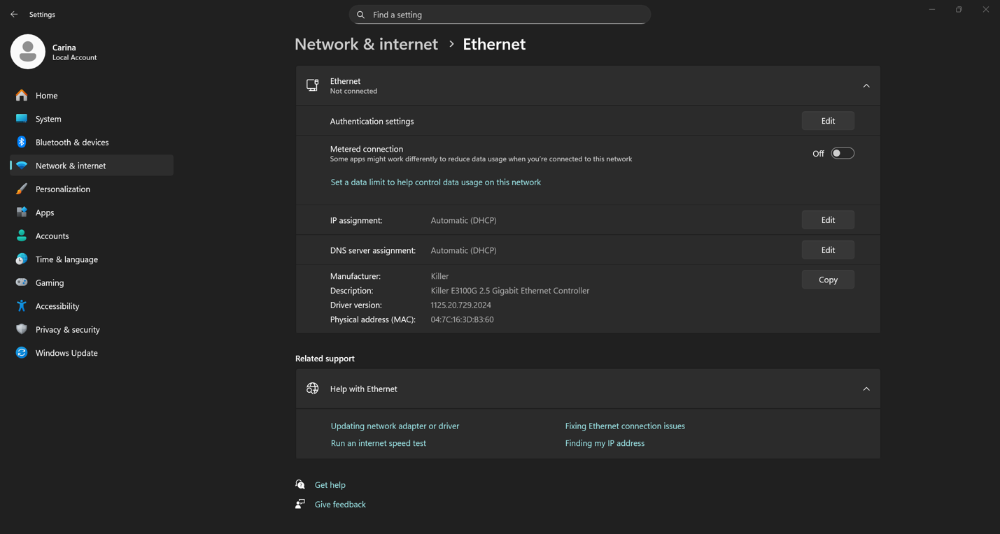 Settings
Find a setting
Carina
Local Account
Home
System
Bluetooth & devices
Network & internet
Personalization
Apps
Accounts
Time & language
Gaming
Accessibility
Privacy & security
Windows Update
Network & internet > Ethernet
Ethernet
Not connected
Authentication settings
Edit
Metered connection
Some apps might work differently to reduce data usage when you're connected to this network
Off
Set a data limit to help control data usage on this network
IP assignment: Automatic (DHCP)
Edit
DNS server assignment: Automatic (DHCP)
Edit
Manufacturer: Killer
Copy
Description: Killer E3100G 2.5 Gigabit Ethernet Controller
Driver version: 1125.20.729.2024
Physical address (MAC): 04:7C:16:3D:B3:60
Related support
Help with Ethernet
Updating network adapter or driver
Fixing Ethernet connection issues
Run an internet speed test
Finding my IP address
Get help
Give feedback